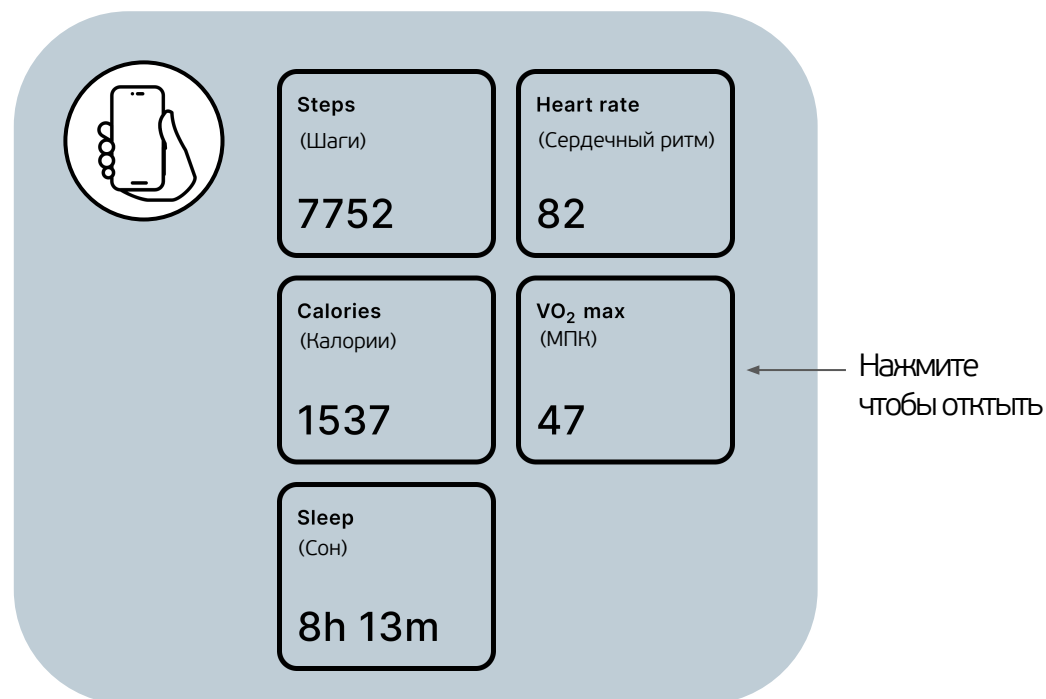 Steps
(Шаги)
7752
Heart rate
(Сердечный ритм)
82
Calories
(Калории)
1537
VO₂ max
(МПК)
47
Нажмите
чтобы отктыть
Sleep
(Сон)
8h 13m